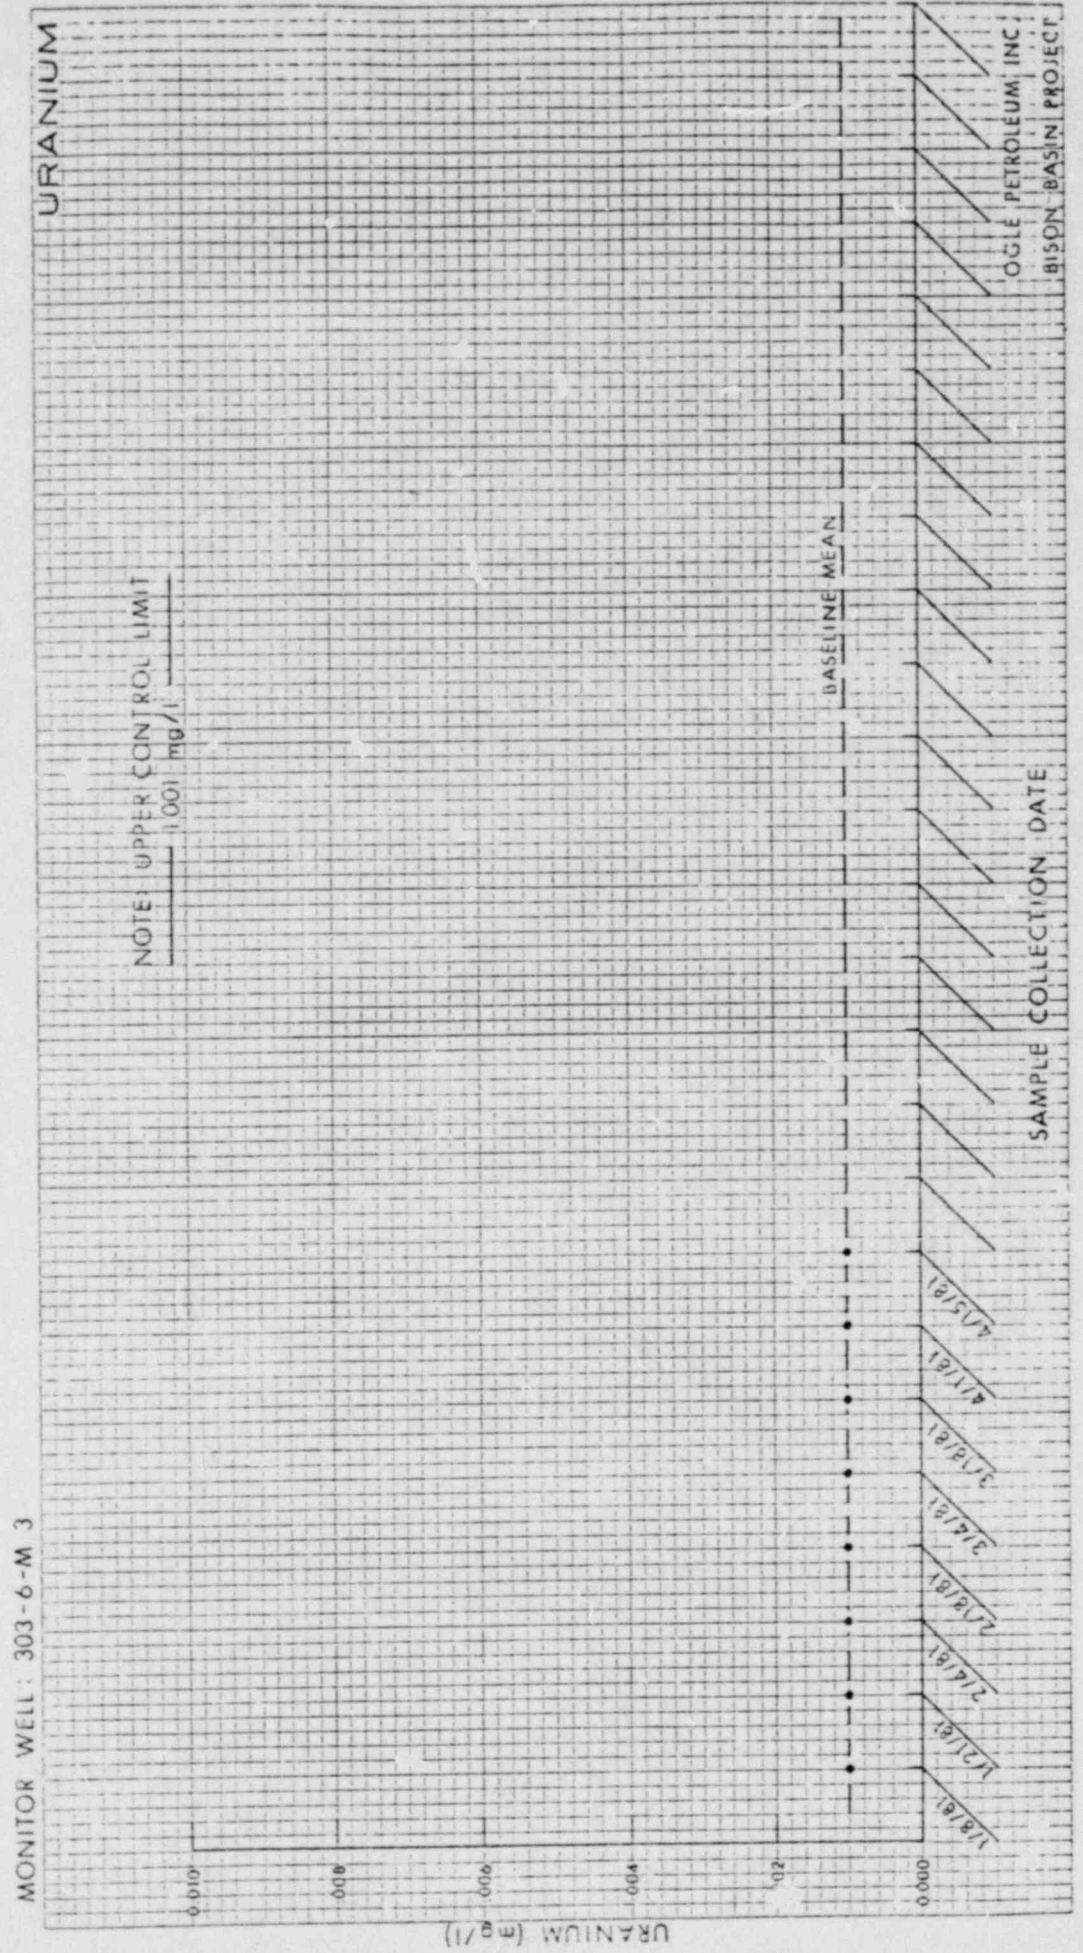 MONITOR WELL: 303-6-M 3
URANIUM
NOTE: UPPER CONTROL LIMIT
1.001 mg/l
URANIUM (mg/l)
0.010
.008
.006
.004
.02
0.000
BASELINE MEAN
1/8/81
1/21/81
2/4/81
2/18/81
3/4/81
3/18/81
4/1/81
4/15/81
SAMPLE COLLECTION DATE
OGLE PETROLEUM INC.
BISON BASIN PROJECT